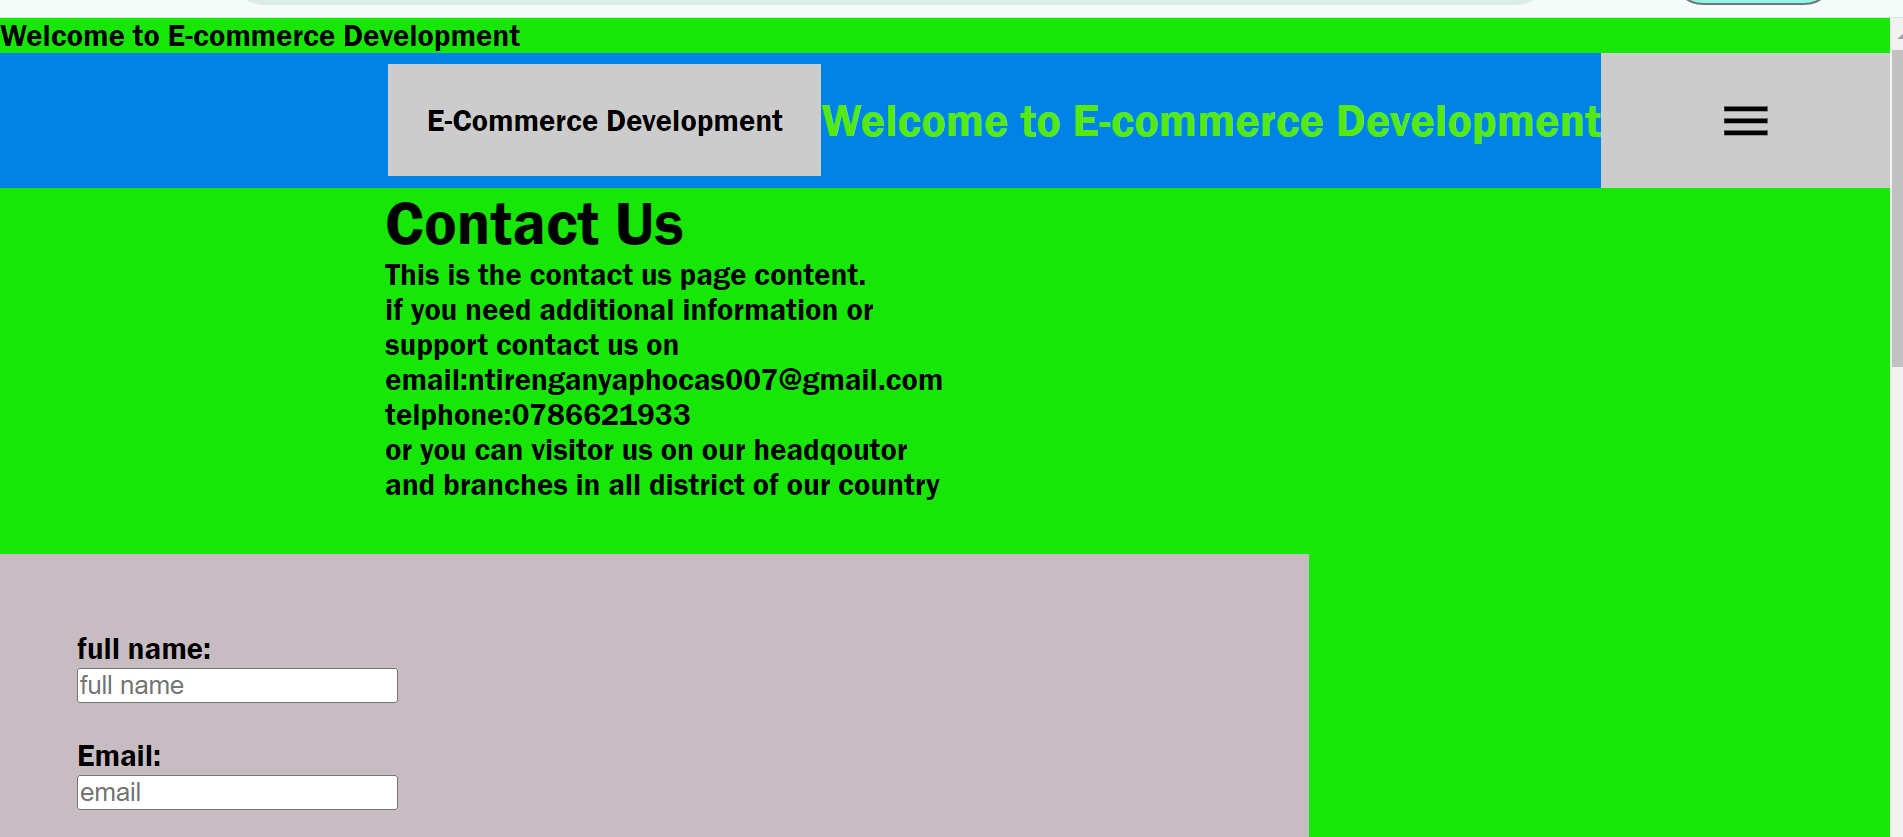 Welcome to E-commerce Development
E-Commerce Development
Welcome to E-commerce Development
Contact Us
This is the contact us page content.
if you need additional information or
support contact us on
email:ntirenganyaphocas007@gmail.com
telphone:0786621933
or you can visitor us on our headqoutor
and branches in all district of our country
full name:
full name
Email:
email